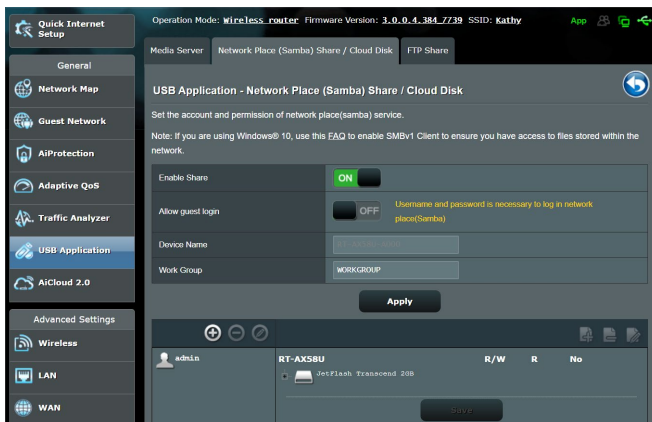 Quick Internet
Setup
Operation Mode: Wireless router Firmware Version: 3.0.0.4.384_7739 SSID: Kathy
App
Media Server
Network Place (Samba) Share / Cloud Disk
FTP Share
General
Network Map
Guest Network
AiProtection
Adaptive QoS
Traffic Analyzer
USB Application
AiCloud 2.0
Advanced Settings
Wireless
LAN
WAN
USB Application - Network Place (Samba) Share / Cloud Disk
Set the account and permission of network place(samba) service.
Note: If you are using Windows® 10, use this FAQ to enable SMBv1 Client to ensure you have access to files stored within the
network.
Enable Share
ON
Allow guest login
OFF
Username and password is necessary to log in network
place(Samba)
Device Name
Work Group
WORKGROUP
Apply
admin
RT-AX58U
R/W
R
No
JetFlash Transcend 2GB
Save